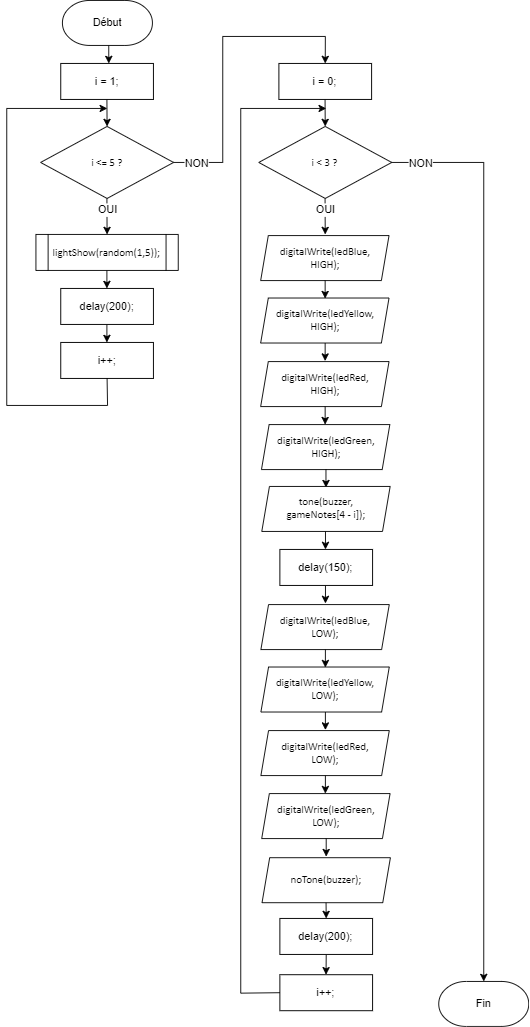 Début
i = 1;
i <= 5 ?
NON
OUI
lightShow(random(1,5));
delay(200);
i++;
i = 0;
i < 3 ?
NON
OUI
digitalWrite(ledBlue,
HIGH);
digitalWrite(ledYellow,
HIGH);
digitalWrite(ledRed,
HIGH);
digitalWrite(ledGreen,
HIGH);
tone(buzzer,
gameNotes[4 - i]);
delay(150);
digitalWrite(ledBlue,
LOW);
digitalWrite(ledYellow,
LOW);
digitalWrite(ledRed,
LOW);
digitalWrite(ledGreen,
LOW);
noTone(buzzer);
delay(200);
i++;
Fin